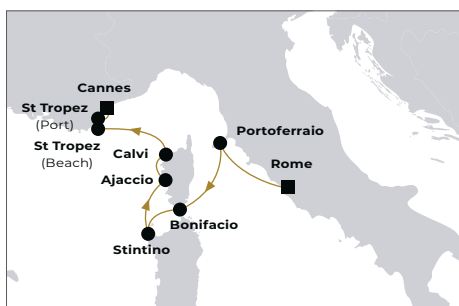 Cannes
St Tropez
(Port)
St Tropez
(Beach)
Calvi
Ajaccio
Portoferraio
Rome
Bonifacio
Stintino